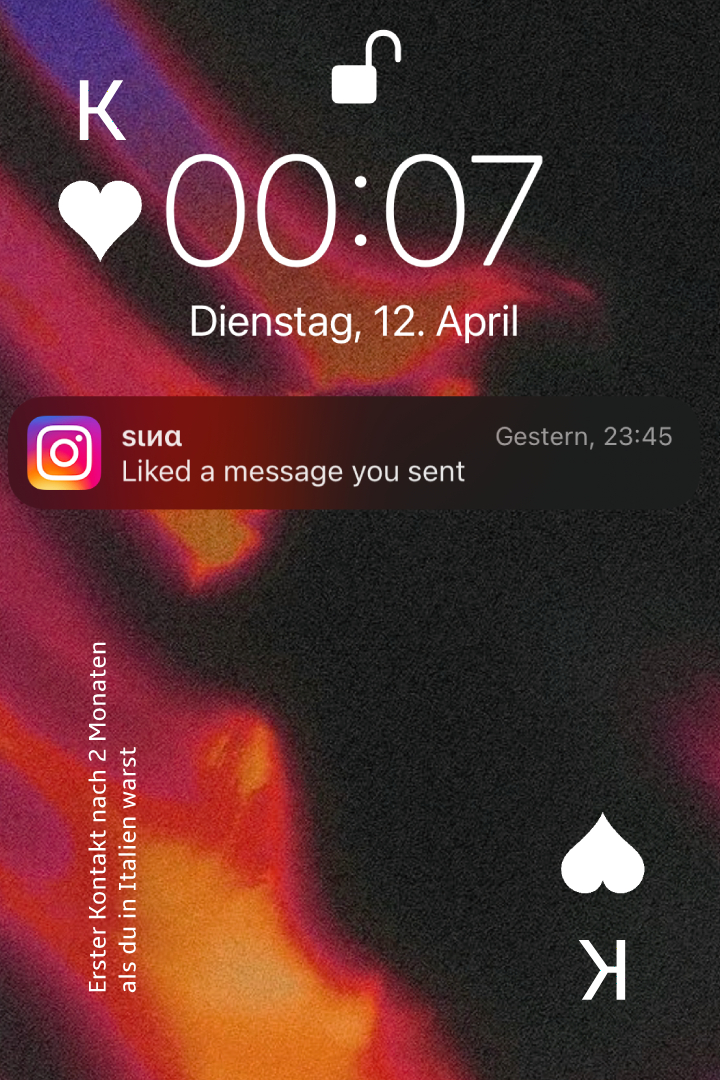 K
00:07
Dienstag, 12. April
sιɴα
Gestern, 23:45
Liked a message you sent
Erster Kontakt nach 2 Monaten
als du in Italien warst
K